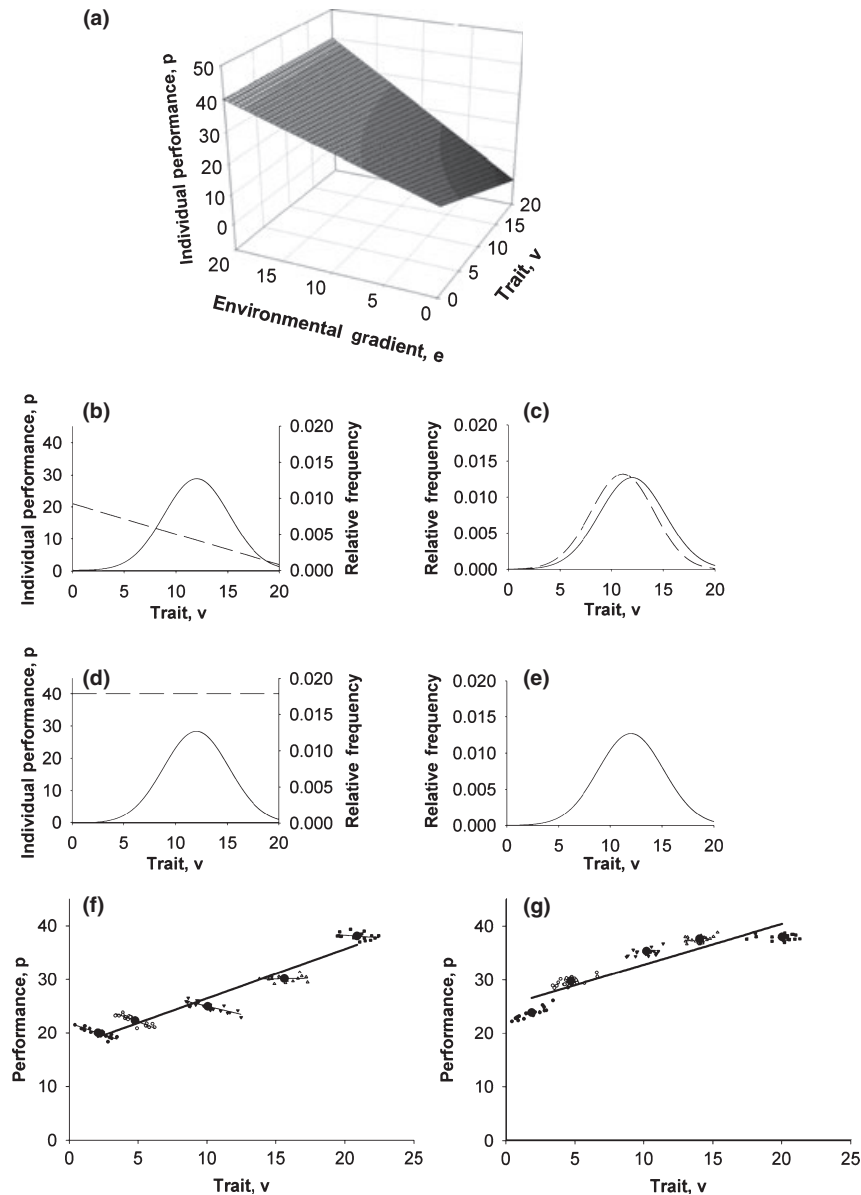 (a)
Individual performance, p
50
40
30
20
10
0
20
15
10
5
0
Environmental gradient, e
0
5
10
15
20
Trait, v
(b)
Individual performance, p
40
30
20
10
0
0 5 10 15 20
Trait, v
0.020
0.015
0.010
0.005
0.000
Relative frequency
(c)
Relative frequency
0.020
0.015
0.010
0.005
0.000
0 5 10 15 20
Trait, v
(d)
Individual performance, p
40
30
20
10
0
0 5 10 15 20
Trait, v
0.020
0.015
0.010
0.005
0.000
Relative frequency
(e)
Relative frequency
0.020
0.015
0.010
0.005
0.000
0 5 10 15 20
Trait, v
(f)
Performance, p
40
30
20
10
0
0 5 10 15 20 25
Trait, v
(g)
Performance, p
40
30
20
10
0
0 5 10 15 20 25
Trait, v